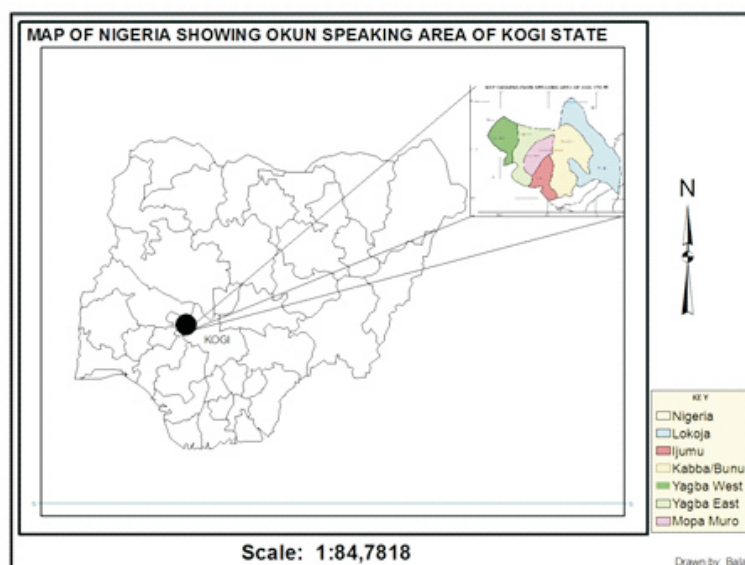 MAP OF NIGERIA SHOWING OKUN SPEAKING AREA OF KOGI STATE
N
KOGI
KEY
Nigeria
Lokoja
Ijumu
Kabba/Bunu
Yagba West
Yagba East
Mopa Muro
Scale: 1:84,7818
Drawn by: Bala